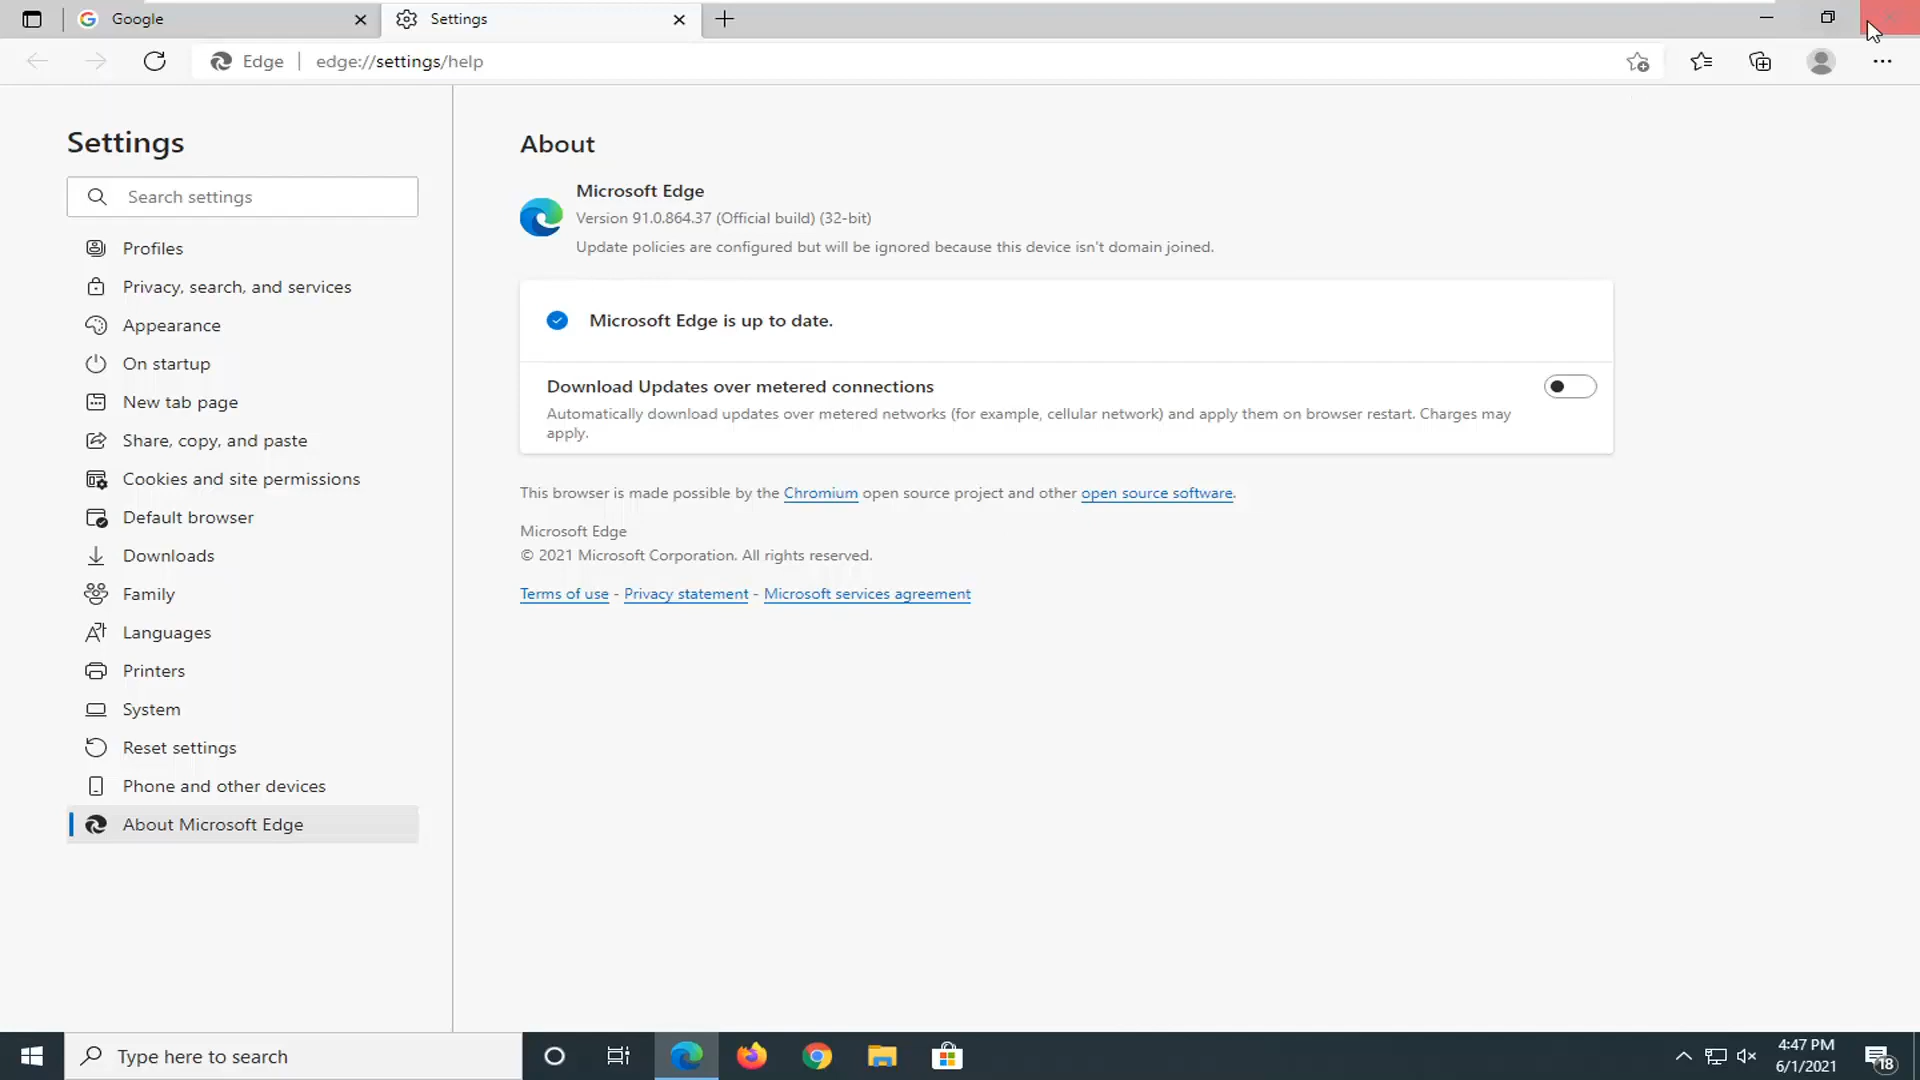 Google
Settings
Edge
edge://settings/help
Settings
Search settings
Profiles
Privacy, search, and services
Appearance
On startup
New tab page
Share, copy, and paste
Cookies and site permissions
Default browser
Downloads
Family
Languages
Printers
System
Reset settings
Phone and other devices
About Microsoft Edge
About
Microsoft Edge
Version 91.0.864.37 (Official build) (32-bit)
Update policies are configured but will be ignored because this device isn't domain joined.
Microsoft Edge is up to date.
Download Updates over metered connections
Automatically download updates over metered networks (for example, cellular network) and apply them on browser restart. Charges may
apply.
This browser is made possible by the Chromium open source project and other open source software.
Microsoft Edge
© 2021 Microsoft Corporation. All rights reserved.
Terms of use - Privacy statement - Microsoft services agreement
Type here to search
4:47 PM
6/1/2021
18